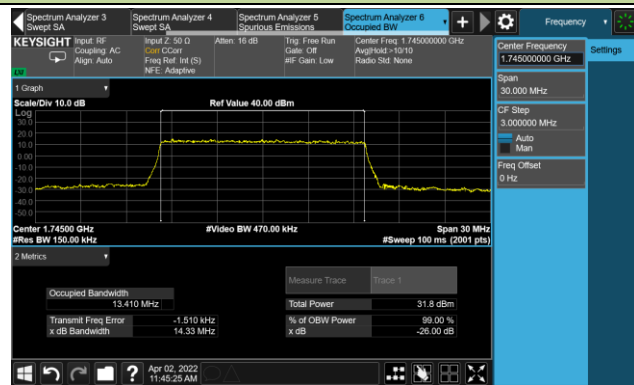 Spectrum Analyzer 3
Swept SA
Spectrum Analyzer 4
Swept SA
Spectrum Analyzer 5
Spurious Emissions
Spectrum Analyzer 6
Occupied BW
Frequency
KEYSIGHT
Input: RF
Coupling: AC
Align: Auto
Input Z: 50 Ω
Corr CCorr
Freq Ref: Int (S)
NFE: Adaptive
Atten: 16 dB
Trig: Free Run
Gate: Off
#IF Gain: Low
Center Freq: 1.745000000 GHz
Avg|Hold:>10/10
Radio Std: None
Center Frequency
1.745000000 GHz
Settings
Span
30.000 MHz
CF Step
3.000000 MHz
Auto
Man
Freq Offset
0 Hz
1 Graph
Scale/Div 10.0 dB
Ref Value 40.00 dBm
Log
30.0
20.0
10.0
0.00
-10.0
-20.0
-30.0
-40.0
-50.0
Center 1.74500 GHz
#Video BW 470.00 kHz
Span 30 MHz
#Res BW 150.00 kHz
#Sweep 100 ms (2001 pts)
2 Metrics
Measure Trace
Trace 1
Occupied Bandwidth
13.410 MHz
Total Power
31.8 dBm
Transmit Freq Error
-1.510 kHz
% of OBW Power
99.00 %
x dB Bandwidth
14.33 MHz
x dB
-26.00 dB
Apr 02, 2022
11:45:25 AM